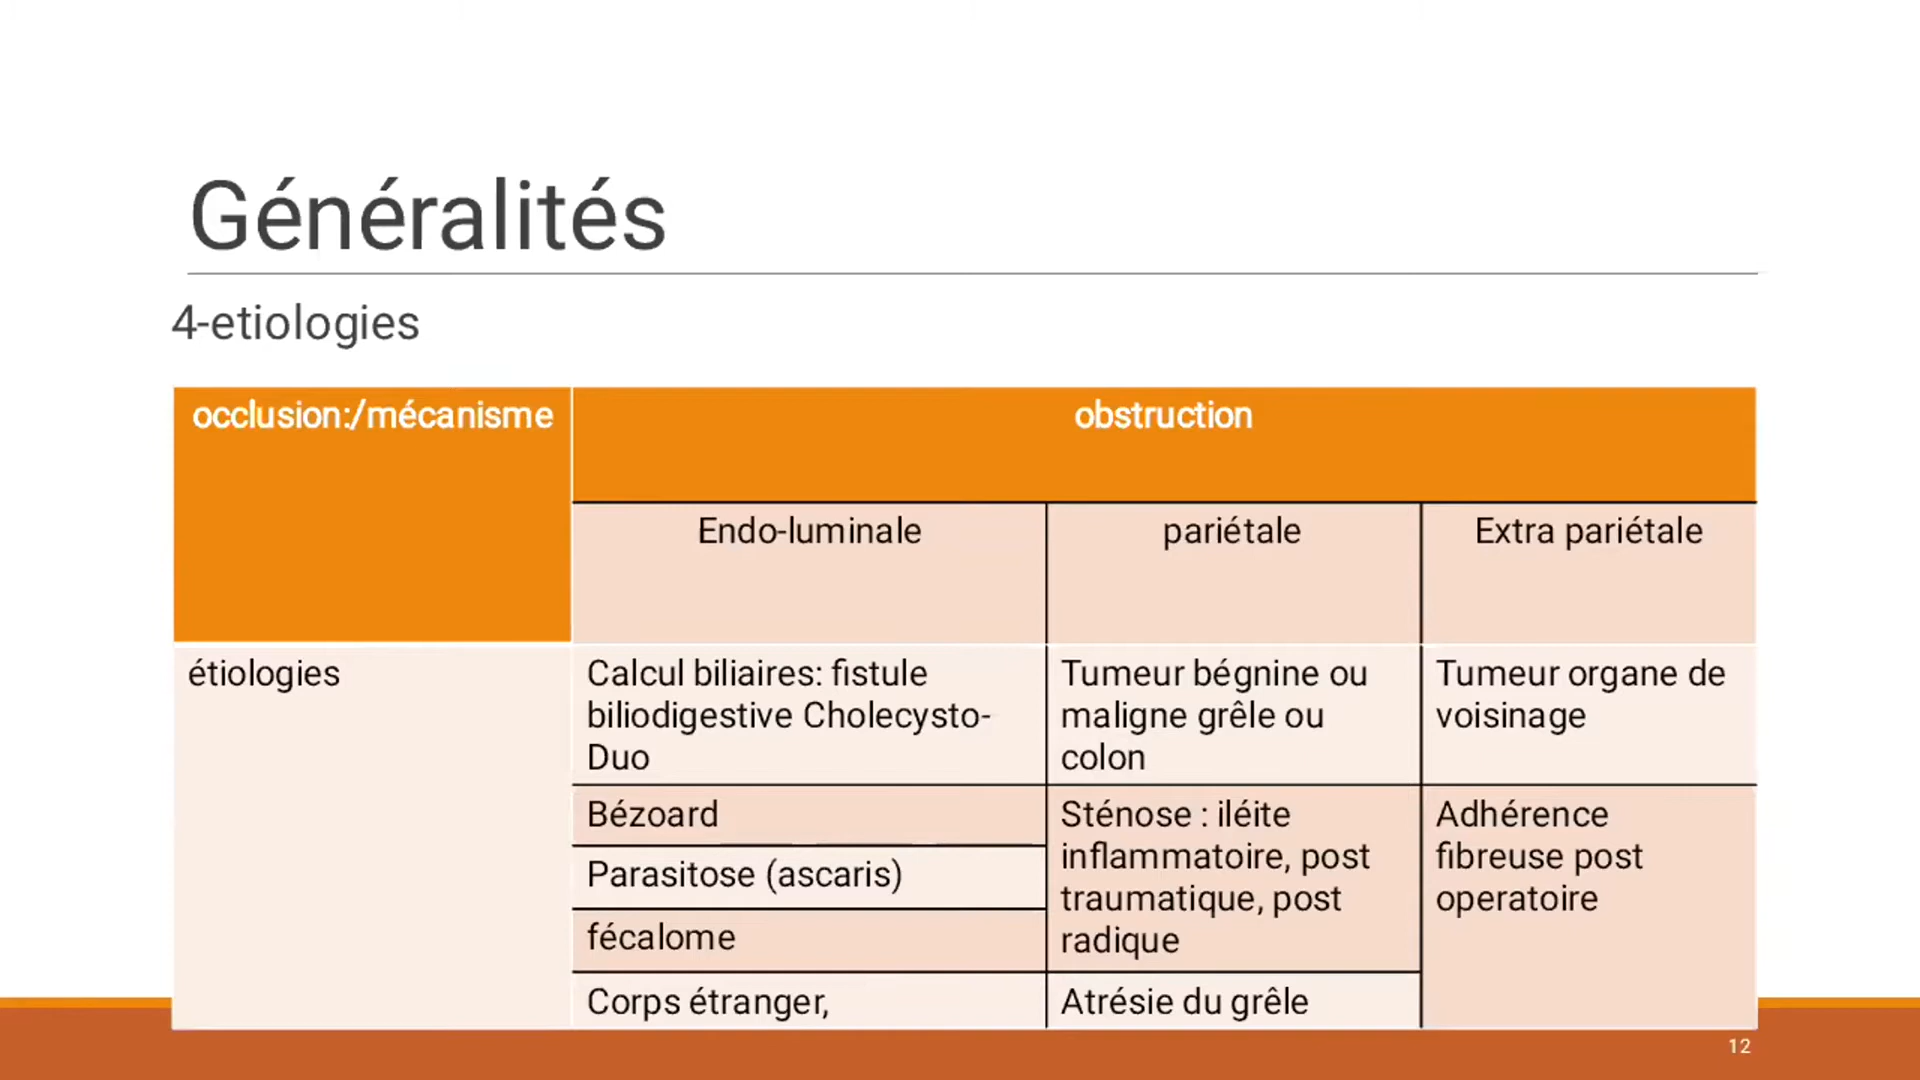 Généralités
4-etiologies
occlusion:/mécanisme
obstruction
Endo-luminale
pariétale
Extra pariétale
étiologies
Calcul biliaires: fistule
biliodigestive Cholecysto-
Duo
Tumeur bégnine ou
maligne grêle ou
colon
Tumeur organe de
voisinage
Bézoard
Parasitose (ascaris)
fécalome
Corps étranger,
Sténose : iléite
inflammatoire, post
traumatique, post
radique
Atrésie du grêle
Adhérence
fibreuse post
operatoire
12